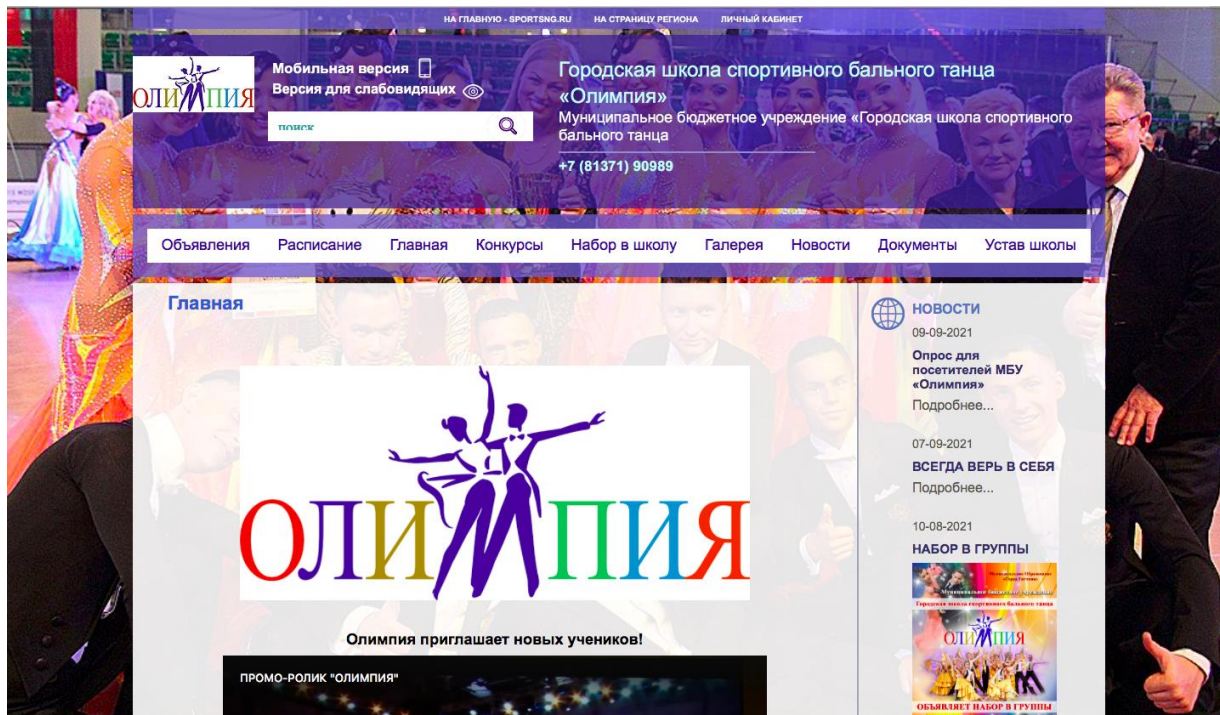 НА ГЛАВНУЮ - SPORTSNG.RU НА СТРАНИЦУ РЕГИОНА ЛИЧНЫЙ КАБИНЕТ
ОЛИМПИЯ
Мобильная версия
Версия для слабовидящих
поиск
Городская школа спортивного бального танца
«Олимпия»
Муниципальное бюджетное учреждение «Городская школа спортивного
бального танца
+7 (81371) 90989
Объявления Расписание Главная Конкурсы Набор в школу Галерея Новости Документы Устав школы
Главная
ОЛИМПИЯ
Олимпия приглашает новых учеников!
ПРОМО-РОЛИК "ОЛИМПИЯ"
НОВОСТИ
09-09-2021
Опрос для
посетителей МБУ
«Олимпия»
Подробнее...
07-09-2021
ВСЕГДА ВЕРЬ В СЕБЯ
Подробнее...
10-08-2021
НАБОР В ГРУППЫ
Муниципальное бюджетное учреждение
Городская школа спортивного бального танца
ОЛИМПИЯ
ОБЪЯВЛЯЕТ НАБОР В ГРУППЫ